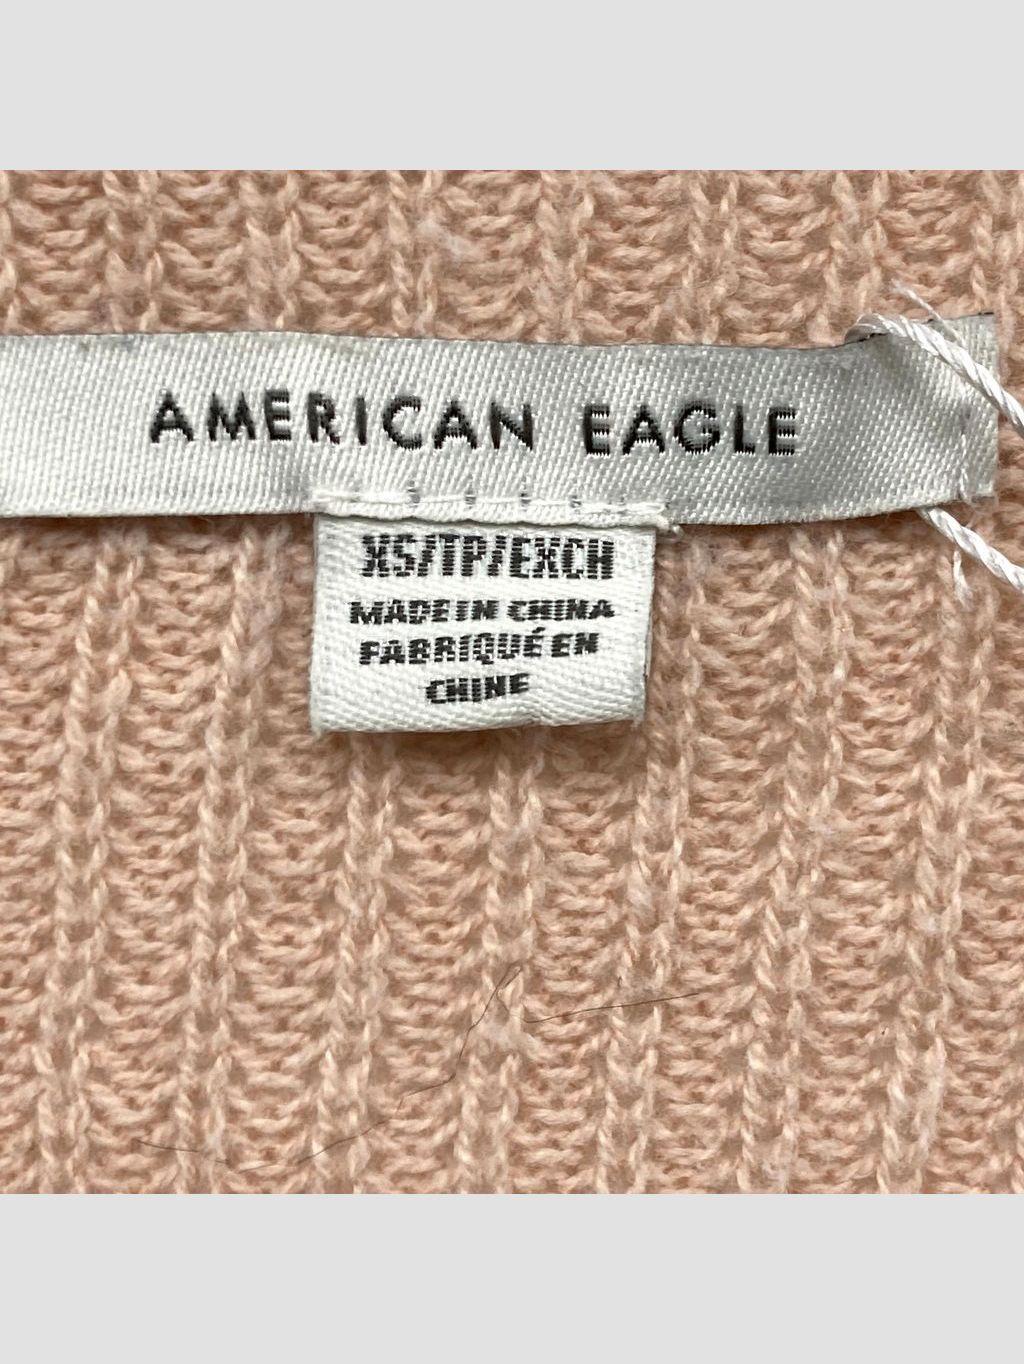 AMERICAN EAGLE
XS/TP/EXCH
MADE IN CHINA
FABRIQUÉ EN
CHINE